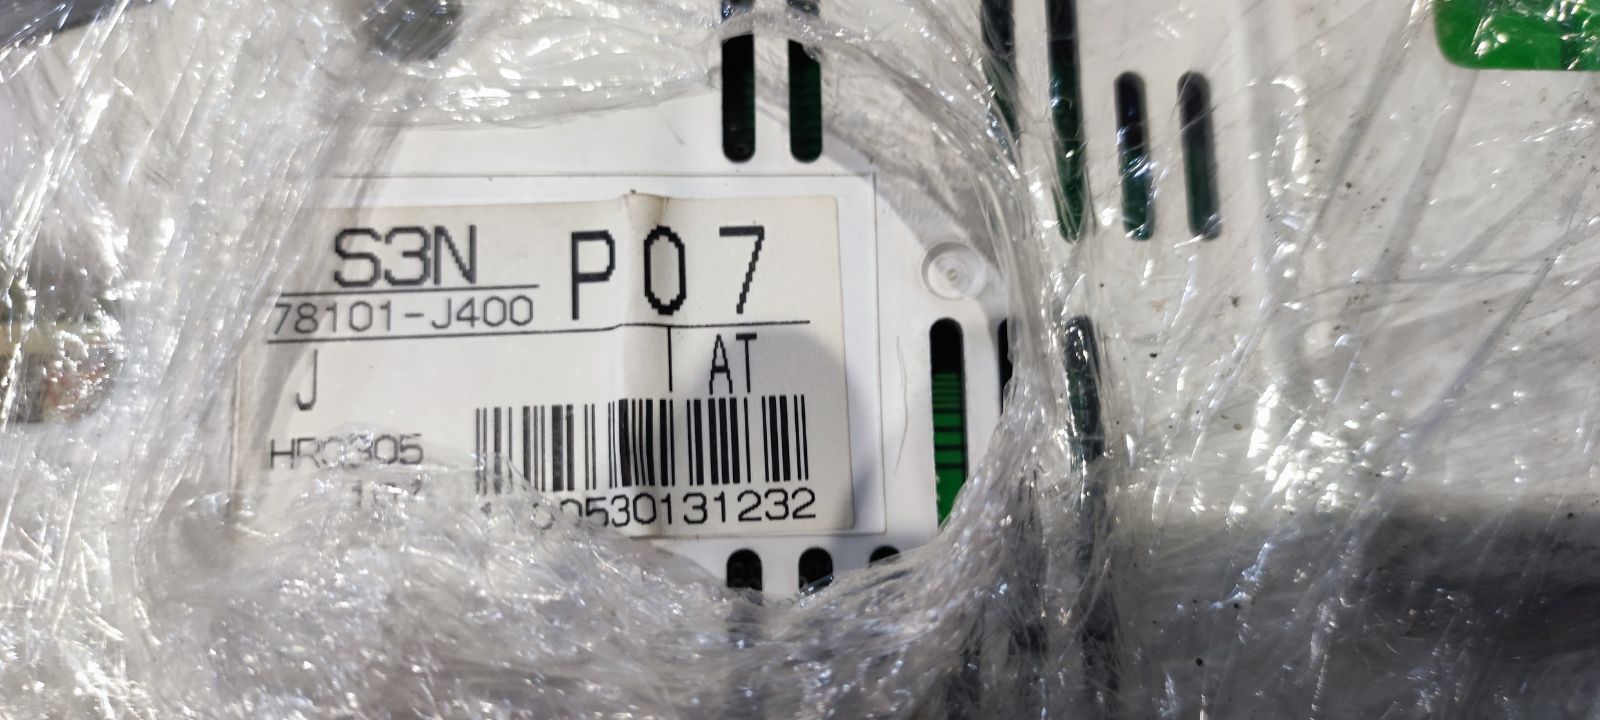 S3N P07
78101-J400
J AT
HR0305
530131232